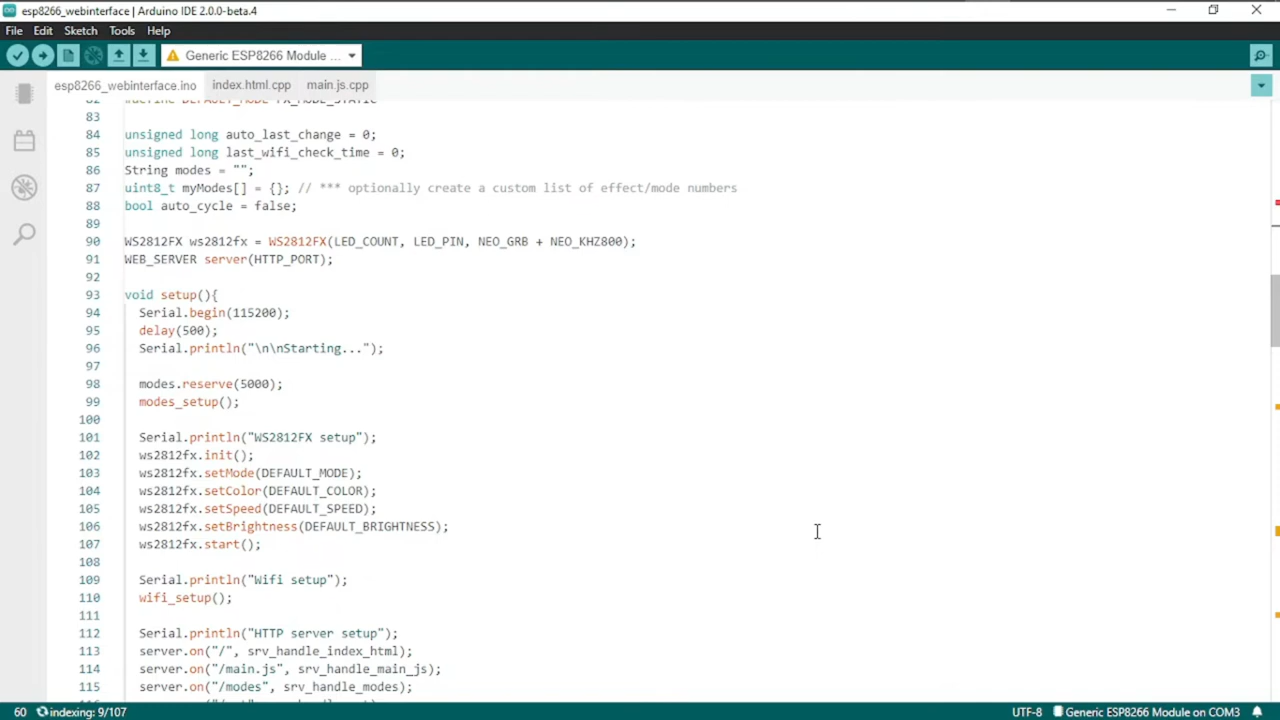 esp8266_webinterface | Arduino IDE 2.0.0-beta.4
File Edit Sketch Tools Help
Generic ESP8266 Module ...
esp8266_webinterface.ino index.html.cpp main.js.cpp
82 #define DEFAULT_MODE FX_MODE_STATIC
83
84 unsigned long auto_last_change = 0;
85 unsigned long last_wifi_check_time = 0;
86 String modes = "";
87 uint8_t myModes[] = {}; // *** optionally create a custom list of effect/mode numbers
88 bool auto_cycle = false;
89
90 WS2812FX ws2812fx = WS2812FX(LED_COUNT, LED_PIN, NEO_GRB + NEO_KHZ800);
91 WEB_SERVER server(HTTP_PORT);
92
93 void setup(){
94 Serial.begin(115200);
95 delay(500);
96 Serial.println("\n\nStarting...");
97
98 modes.reserve(5000);
99 modes_setup();
100
101 Serial.println("WS2812FX setup");
102 ws2812fx.init();
103 ws2812fx.setMode(DEFAULT_MODE);
104 ws2812fx.setColor(DEFAULT_COLOR);
105 ws2812fx.setSpeed(DEFAULT_SPEED);
106 ws2812fx.setBrightness(DEFAULT_BRIGHTNESS);
107 ws2812fx.start();
108
109 Serial.println("Wifi setup");
110 wifi_setup();
111
112 Serial.println("HTTP server setup");
113 server.on("/", srv_handle_index_html);
114 server.on("/main.js", srv_handle_main_js);
115 server.on("/modes", srv_handle_modes);
60 indexing: 9/107 UTF-8 Generic ESP8266 Module on COM3